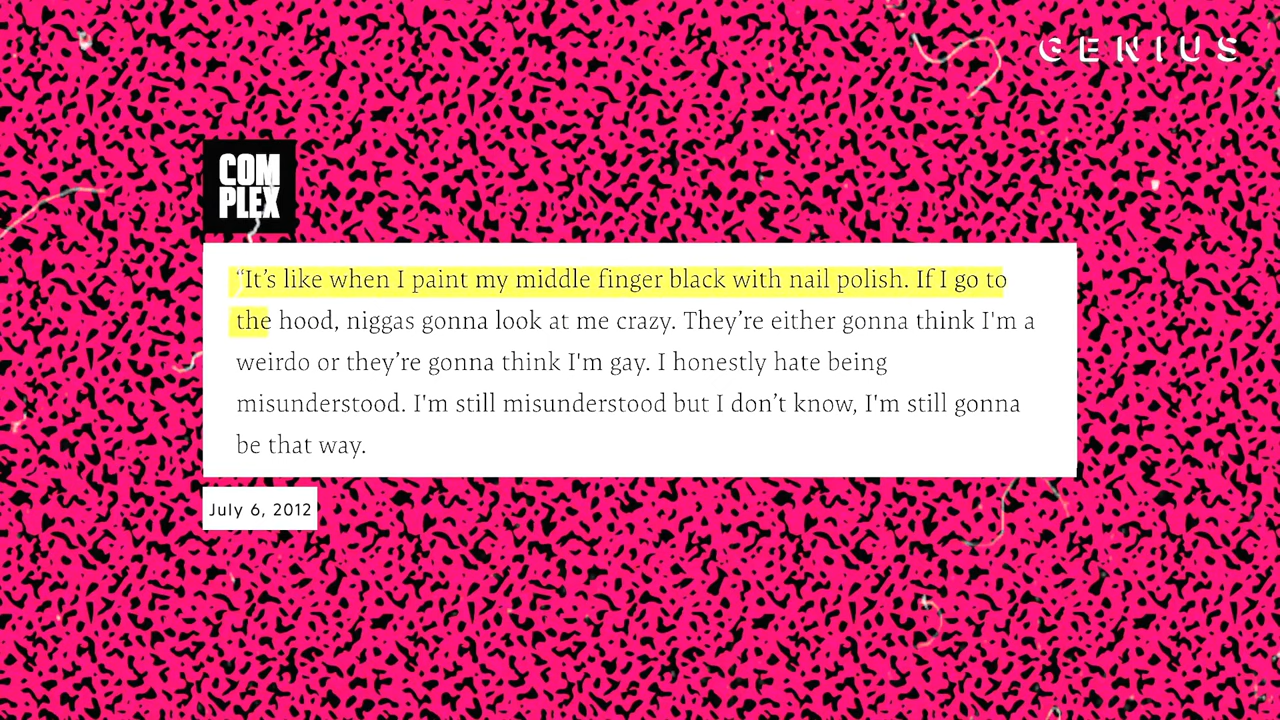 GENIUS
COM
PLEX
“It’s like when I paint my middle finger black with nail polish. If I go to
the hood, niggas gonna look at me crazy. They’re either gonna think I'm a
weirdo or they’re gonna think I'm gay. I honestly hate being
misunderstood. I'm still misunderstood but I don’t know, I'm still gonna
be that way.
July 6, 2012